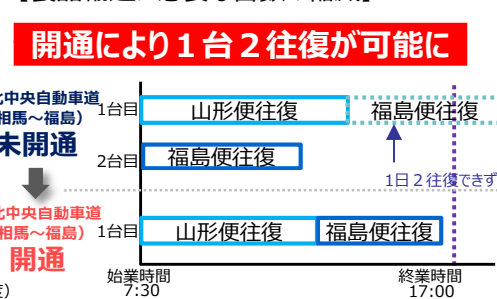 開通により１台２往復が可能に
北中央自動車道
相馬～福島）
未開通
1台目
山形便往復
福島便往復
2台目
福島便往復
1日２往復できず
北中央自動車道
相馬～福島）
開通
1台目
山形便往復
福島便往復
始業時間
7:30
終業時間
17:00